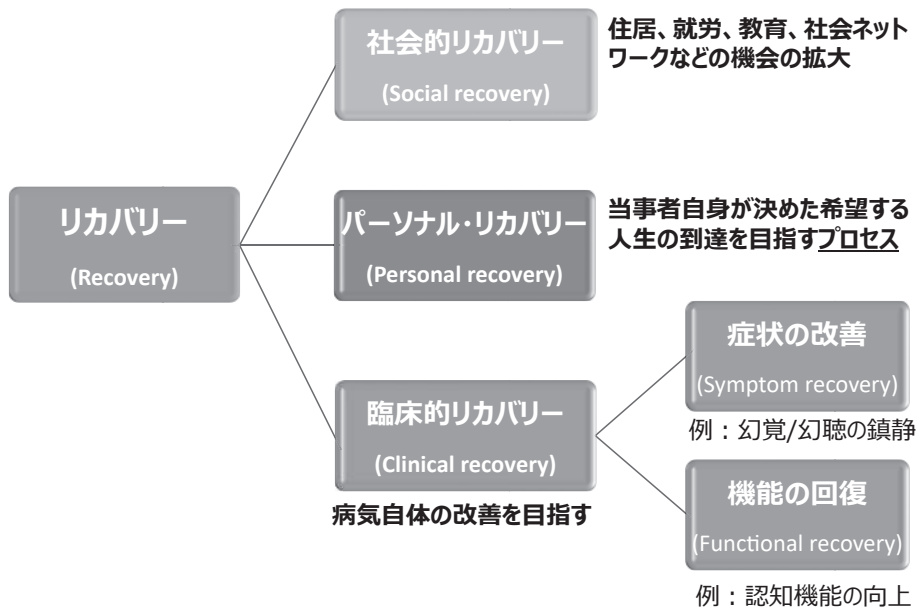 社会的リカバリー
(Social recovery)
住居、就労、教育、社会ネット
ワークなどの機会の拡大
リカバリー
(Recovery)
パーソナル・リカバリー
(Personal recovery)
当事者自身が決めた希望する
人生の到達を目指すプロセス
臨床的リカバリー
(Clinical recovery)
病気自体の改善を目指す
症状の改善
(Symptom recovery)
例：幻覚/幻聴の鎮静
機能の回復
(Functional recovery)
例：認知機能の向上